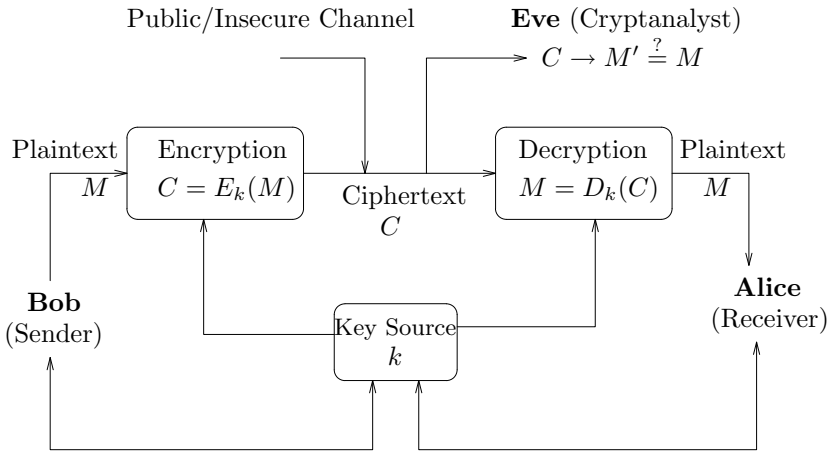 Public/Insecure Channel
Eve (Cryptanalyst)
C → M′ ≟ M
Plaintext
M
Encryption
C = E_k(M)
Ciphertext
C
Decryption
M = D_k(C)
Plaintext
M
Bob
(Sender)
Key Source
k
Alice
(Receiver)